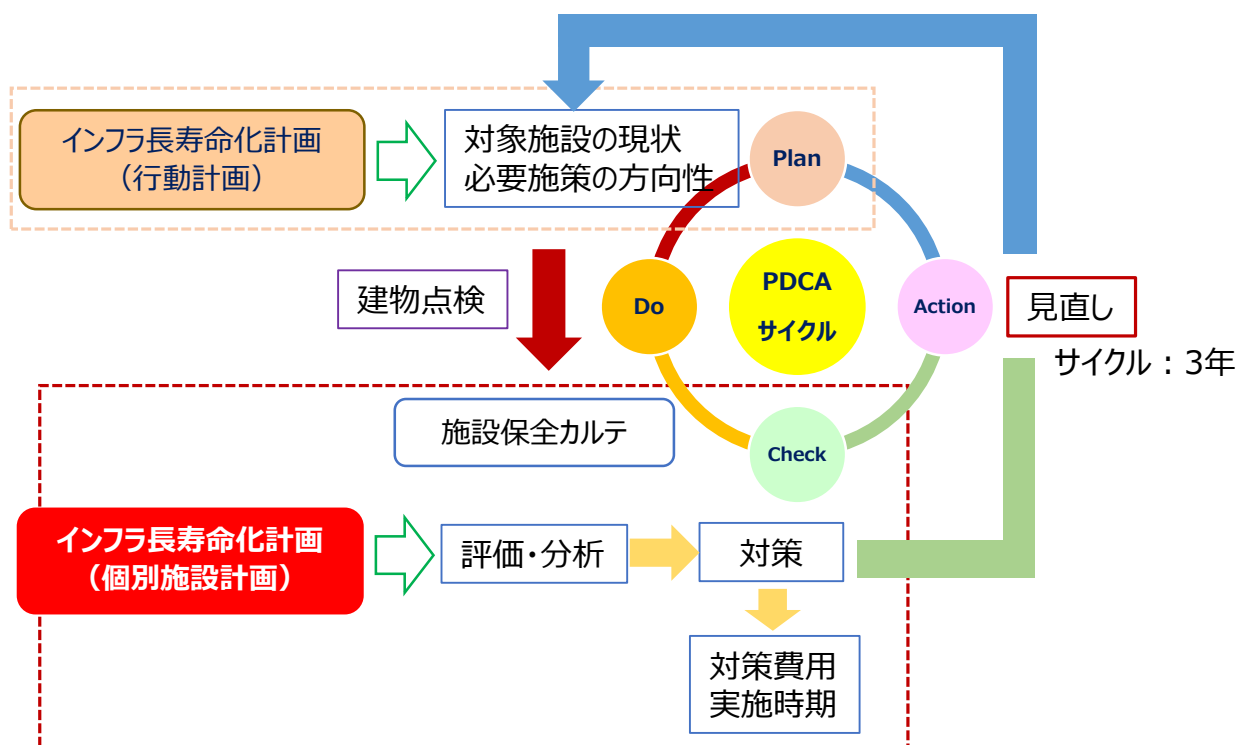 インフラ長寿命化計画
（行動計画）
対象施設の現状
必要施策の方向性
Plan
建物点検
Do
PDCA
サイクル
Action
見直し
サイクル：3年
施設保全カルテ
Check
インフラ長寿命化計画
（個別施設計画）
評価・分析
対策
対策費用
実施時期